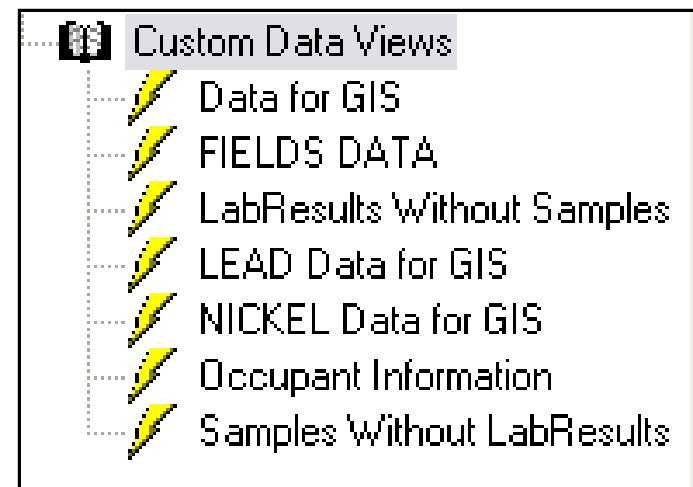 Custom Data Views
Data for GIS
FIELDS DATA
LabResults Without Samples
LEAD Data for GIS
NICKEL Data for GIS
Occupant Information
Samples Without LabResults